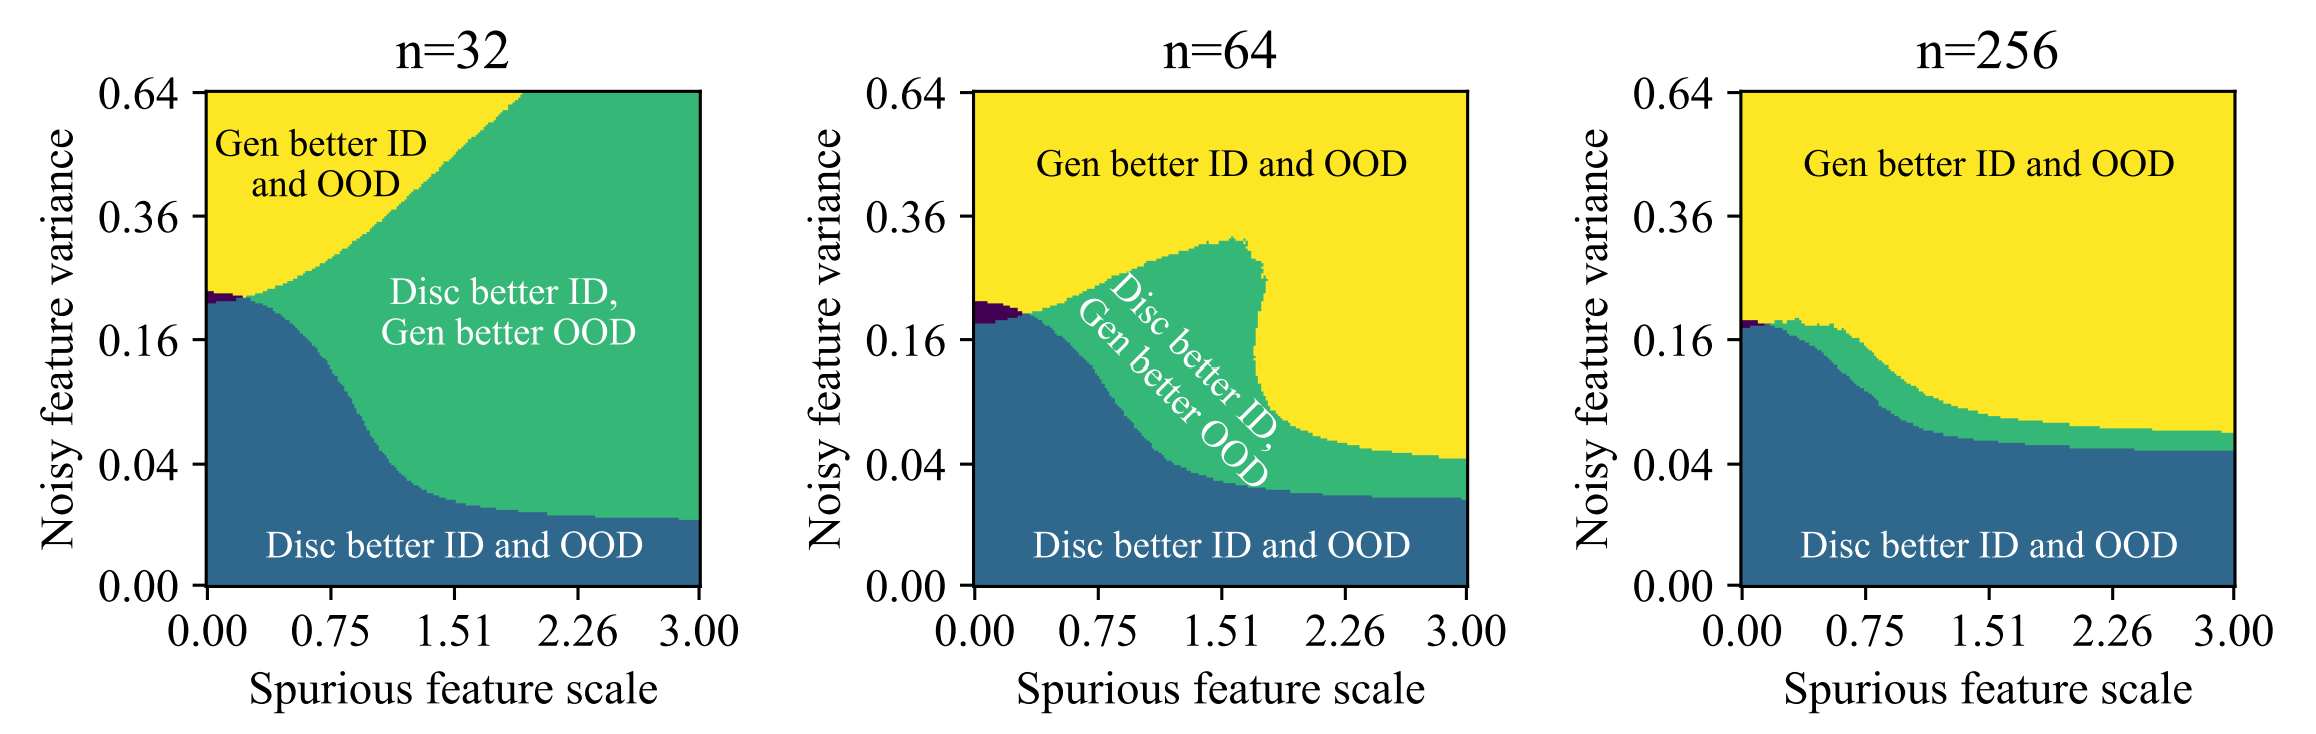 n=32
0.64
0.36
0.16
0.04
0.00
Noisy feature variance
Gen better ID
and OOD
Disc better ID,
Gen better OOD
Disc better ID and OOD
0.00 0.75 1.51 2.26 3.00
Spurious feature scale
n=64
0.64
0.36
0.16
0.04
0.00
Noisy feature variance
Gen better ID and OOD
Disc better ID,
Gen better OOD
Disc better ID and OOD
0.00 0.75 1.51 2.26 3.00
Spurious feature scale
n=256
0.64
0.36
0.16
0.04
0.00
Noisy feature variance
Gen better ID and OOD
Disc better ID and OOD
0.00 0.75 1.51 2.26 3.00
Spurious feature scale